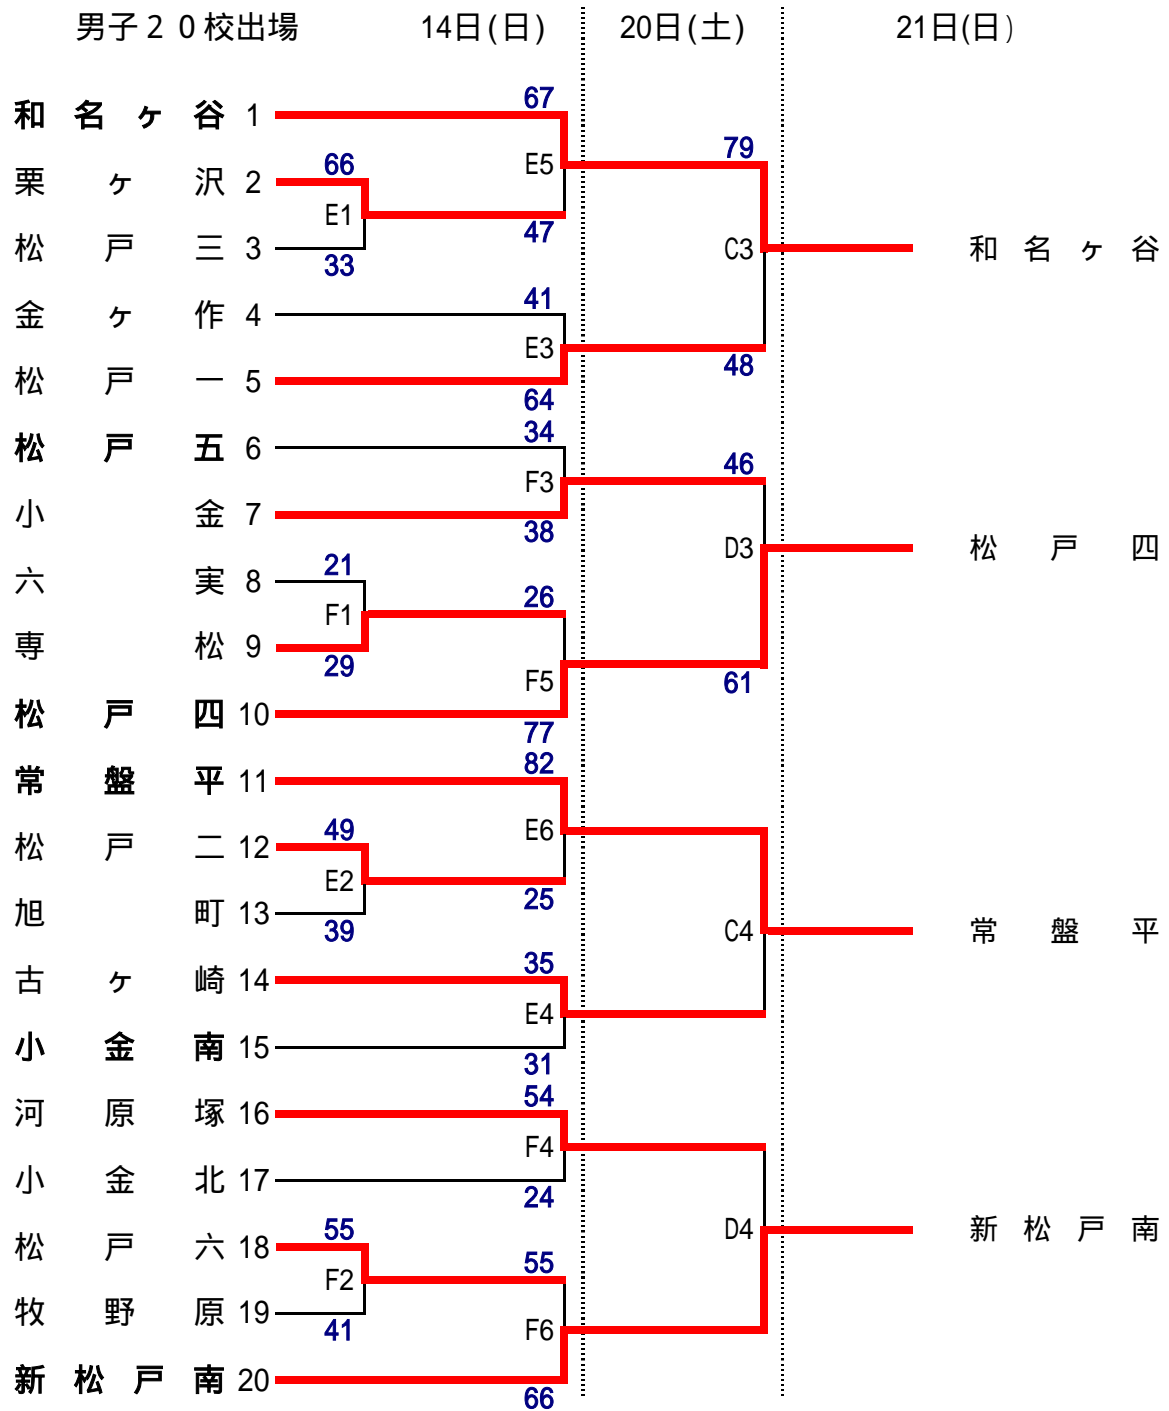 男子２０校出場 14日(日) 20日(土) 21日(日)
67
和名ヶ谷 1
79
E5
66
栗ヶ沢 2
E1
47
松戸三 3
C3 和名ヶ谷
33
41
金ヶ作 4
E3
48
松戸一 5
64
34
松戸五 6
46
F3
小金 7
38
D3 松戸四
21
六実 8
26
F1
専松 9
29
F5
61
松戸四 10
77
82
常盤平 11
49
E6
松戸二 12
E2
25
旭町 13
39
C4 常盤平
35
古ヶ崎 14
E4
小金南 15
31
54
河原塚 16
F4
小金北 17
24
55
D4 新松戸南
松戸六 18
55
F2
牧野原 19
41
F6
新松戸南 20
66